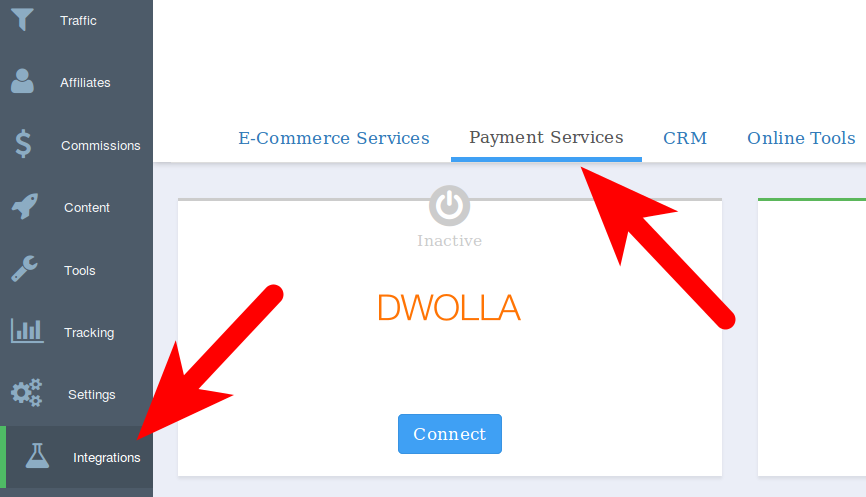 Traffic
Affiliates
Commissions
Content
Tools
Tracking
Settings
Integrations
E-Commerce Services
Payment Services
CRM
Online Tools
Inactive
DWOLLA
Connect